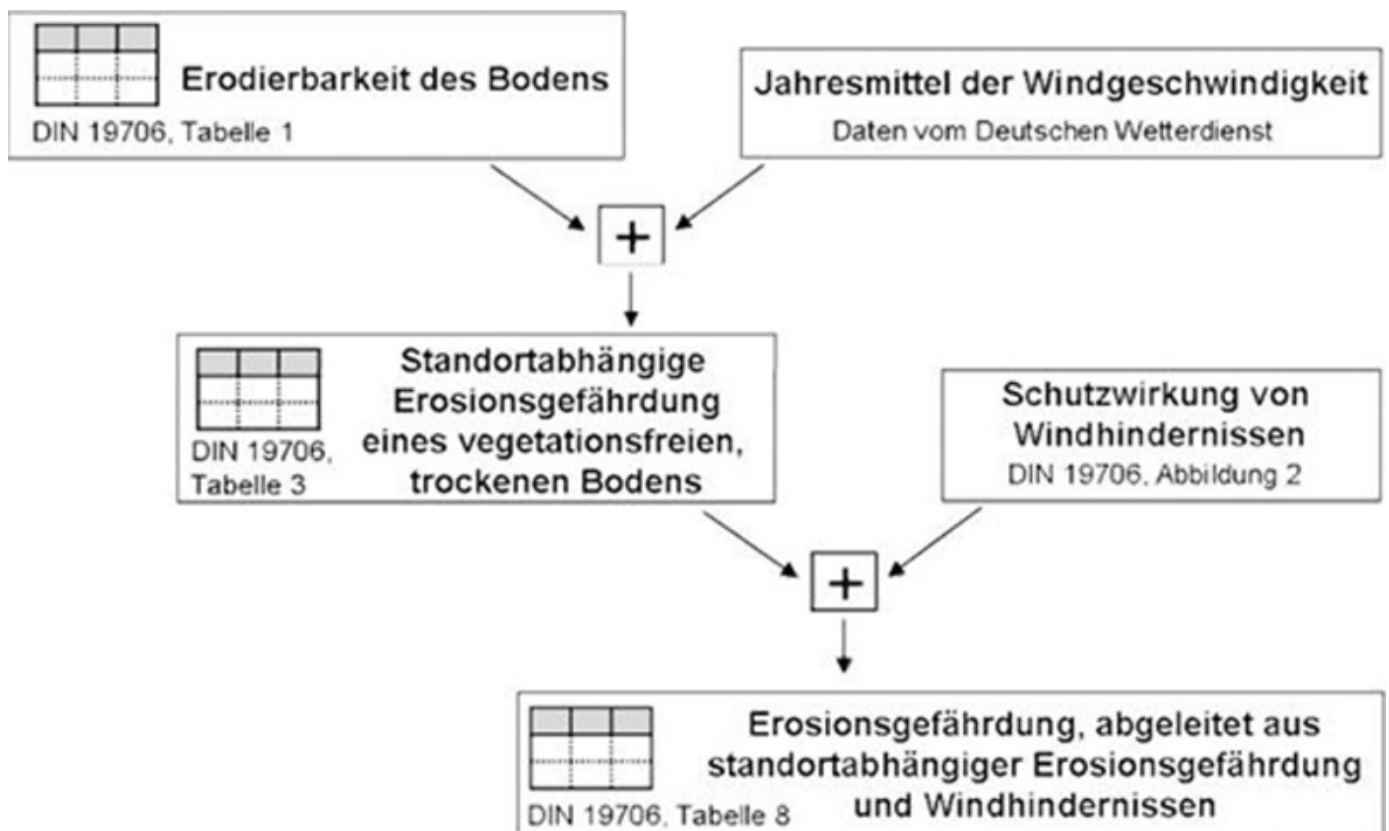 Erodierbarkeit des Bodens
DIN 19706, Tabelle 1
Jahresmittel der Windgeschwindigkeit
Daten vom Deutschen Wetterdienst
+
Standortabhängige
Erosionsgefährdung
eines vegetationsfreien,
trockenen Bodens
DIN 19706,
Tabelle 3
Schutzwirkung von
Windhindernissen
DIN 19706, Abbildung 2
+
Erosionsgefährdung, abgeleitet aus
standortabhängiger Erosionsgefährdung
und Windhindernissen
DIN 19706, Tabelle 8